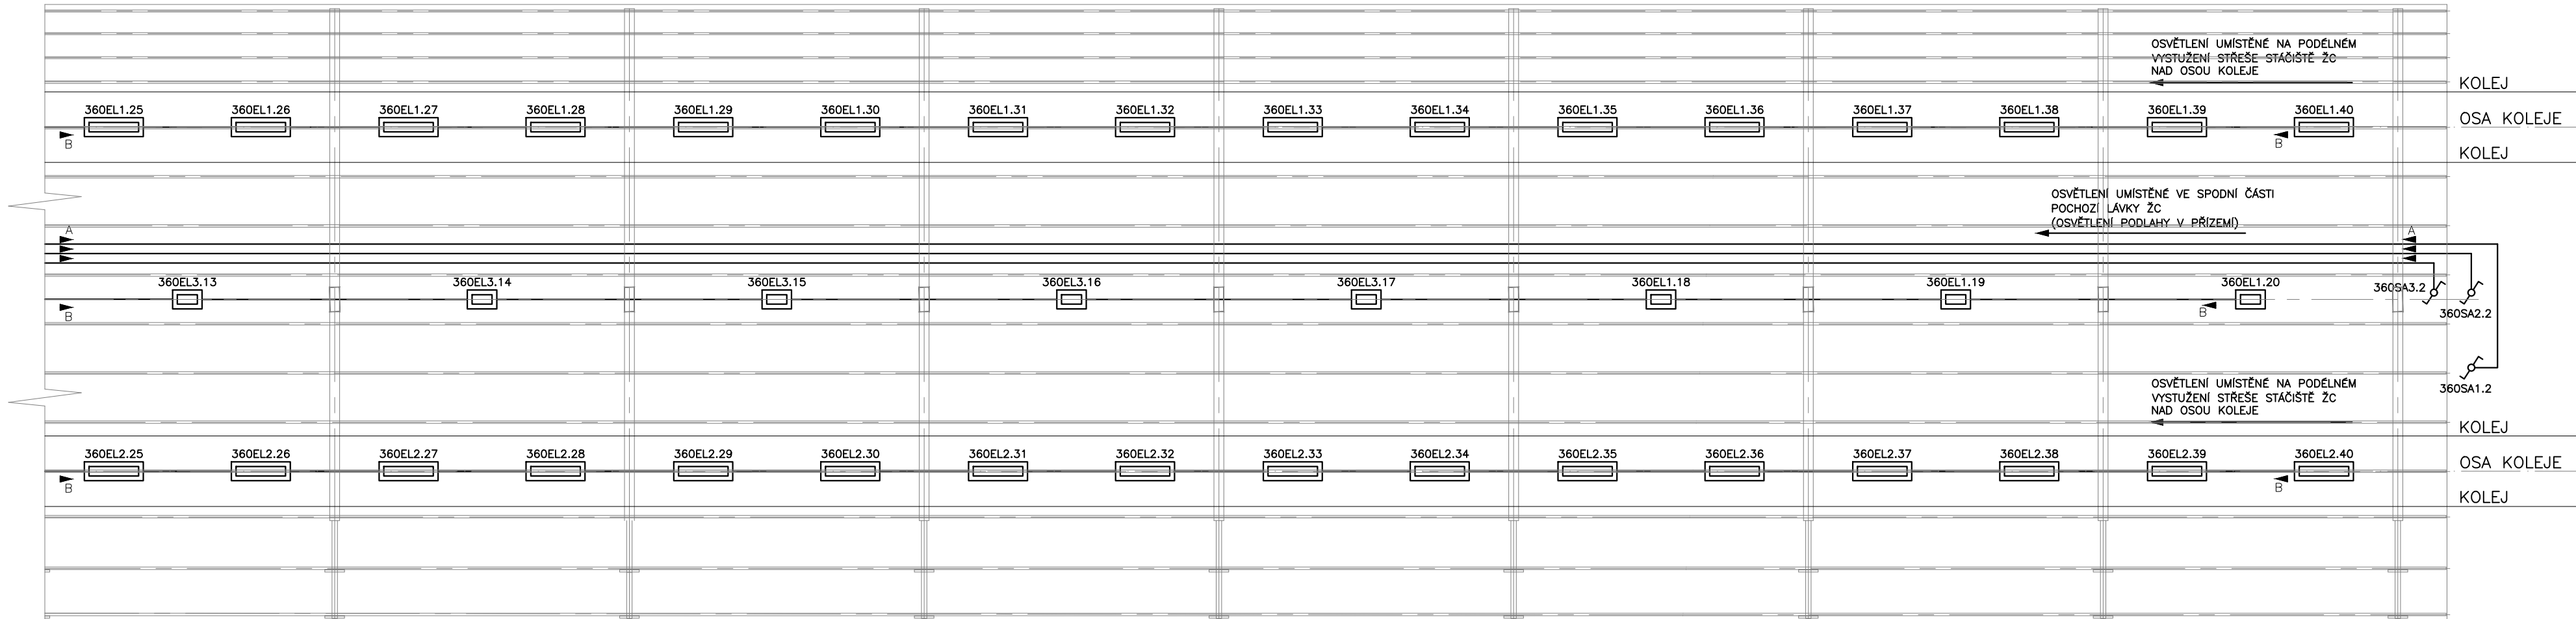 OSVĚTLENÍ UMÍSTĚNÉ NA PODÉLNÉM
VYSTUŽENÍ STŘEŠE STÁČIŠTĚ ŽC
NAD OSOU KOLEJE
KOLEJ
360EL1.25 360EL1.26 360EL1.27 360EL1.28 360EL1.29 360EL1.30 360EL1.31 360EL1.32 360EL1.33 360EL1.34 360EL1.35 360EL1.36 360EL1.37 360EL1.38 360EL1.39 360EL1.40
OSA KOLEJE
B B
KOLEJ
OSVĚTLENÍ UMÍSTĚNÉ VE SPODNÍ ČÁSTI
POCHOZÍ LÁVKY ŽC
(OSVĚTLENÍ PODLAHY V PŘÍZEMÍ)
A A
360EL3.13 360EL3.14 360EL3.15 360EL3.16 360EL3.17 360EL1.18 360EL1.19 360EL1.20
360SA3.2
B B
360SA2.2
360SA1.2
OSVĚTLENÍ UMÍSTĚNÉ NA PODÉLNÉM
VYSTUŽENÍ STŘEŠE STÁČIŠTĚ ŽC
NAD OSOU KOLEJE
KOLEJ
360EL2.25 360EL2.26 360EL2.27 360EL2.28 360EL2.29 360EL2.30 360EL2.31 360EL2.32 360EL2.33 360EL2.34 360EL2.35 360EL2.36 360EL2.37 360EL2.38 360EL2.39 360EL2.40
OSA KOLEJE
B B
KOLEJ